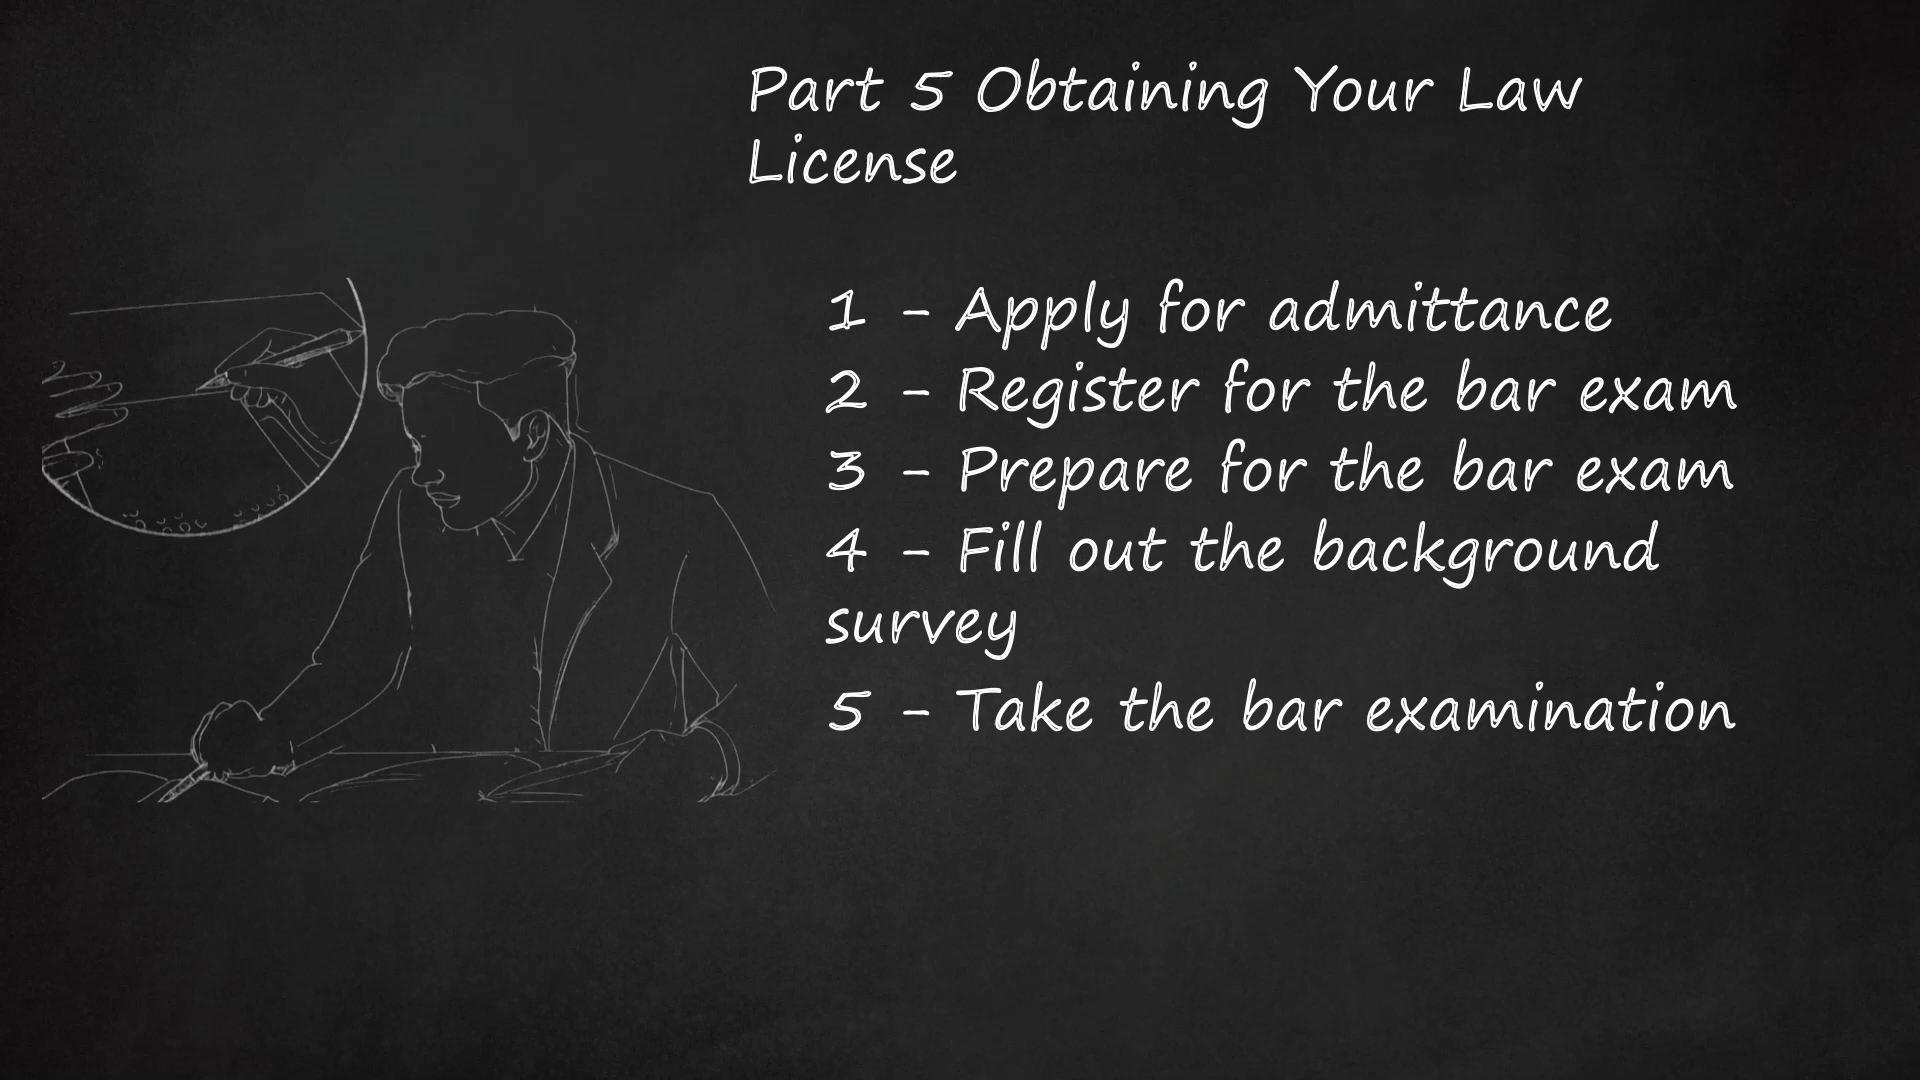 Part 5 Obtaining Your Law
License
1 - Apply for admittance
2 - Register for the bar exam
3 - Prepare for the bar exam
4 - Fill out the background
survey
5 - Take the bar examination